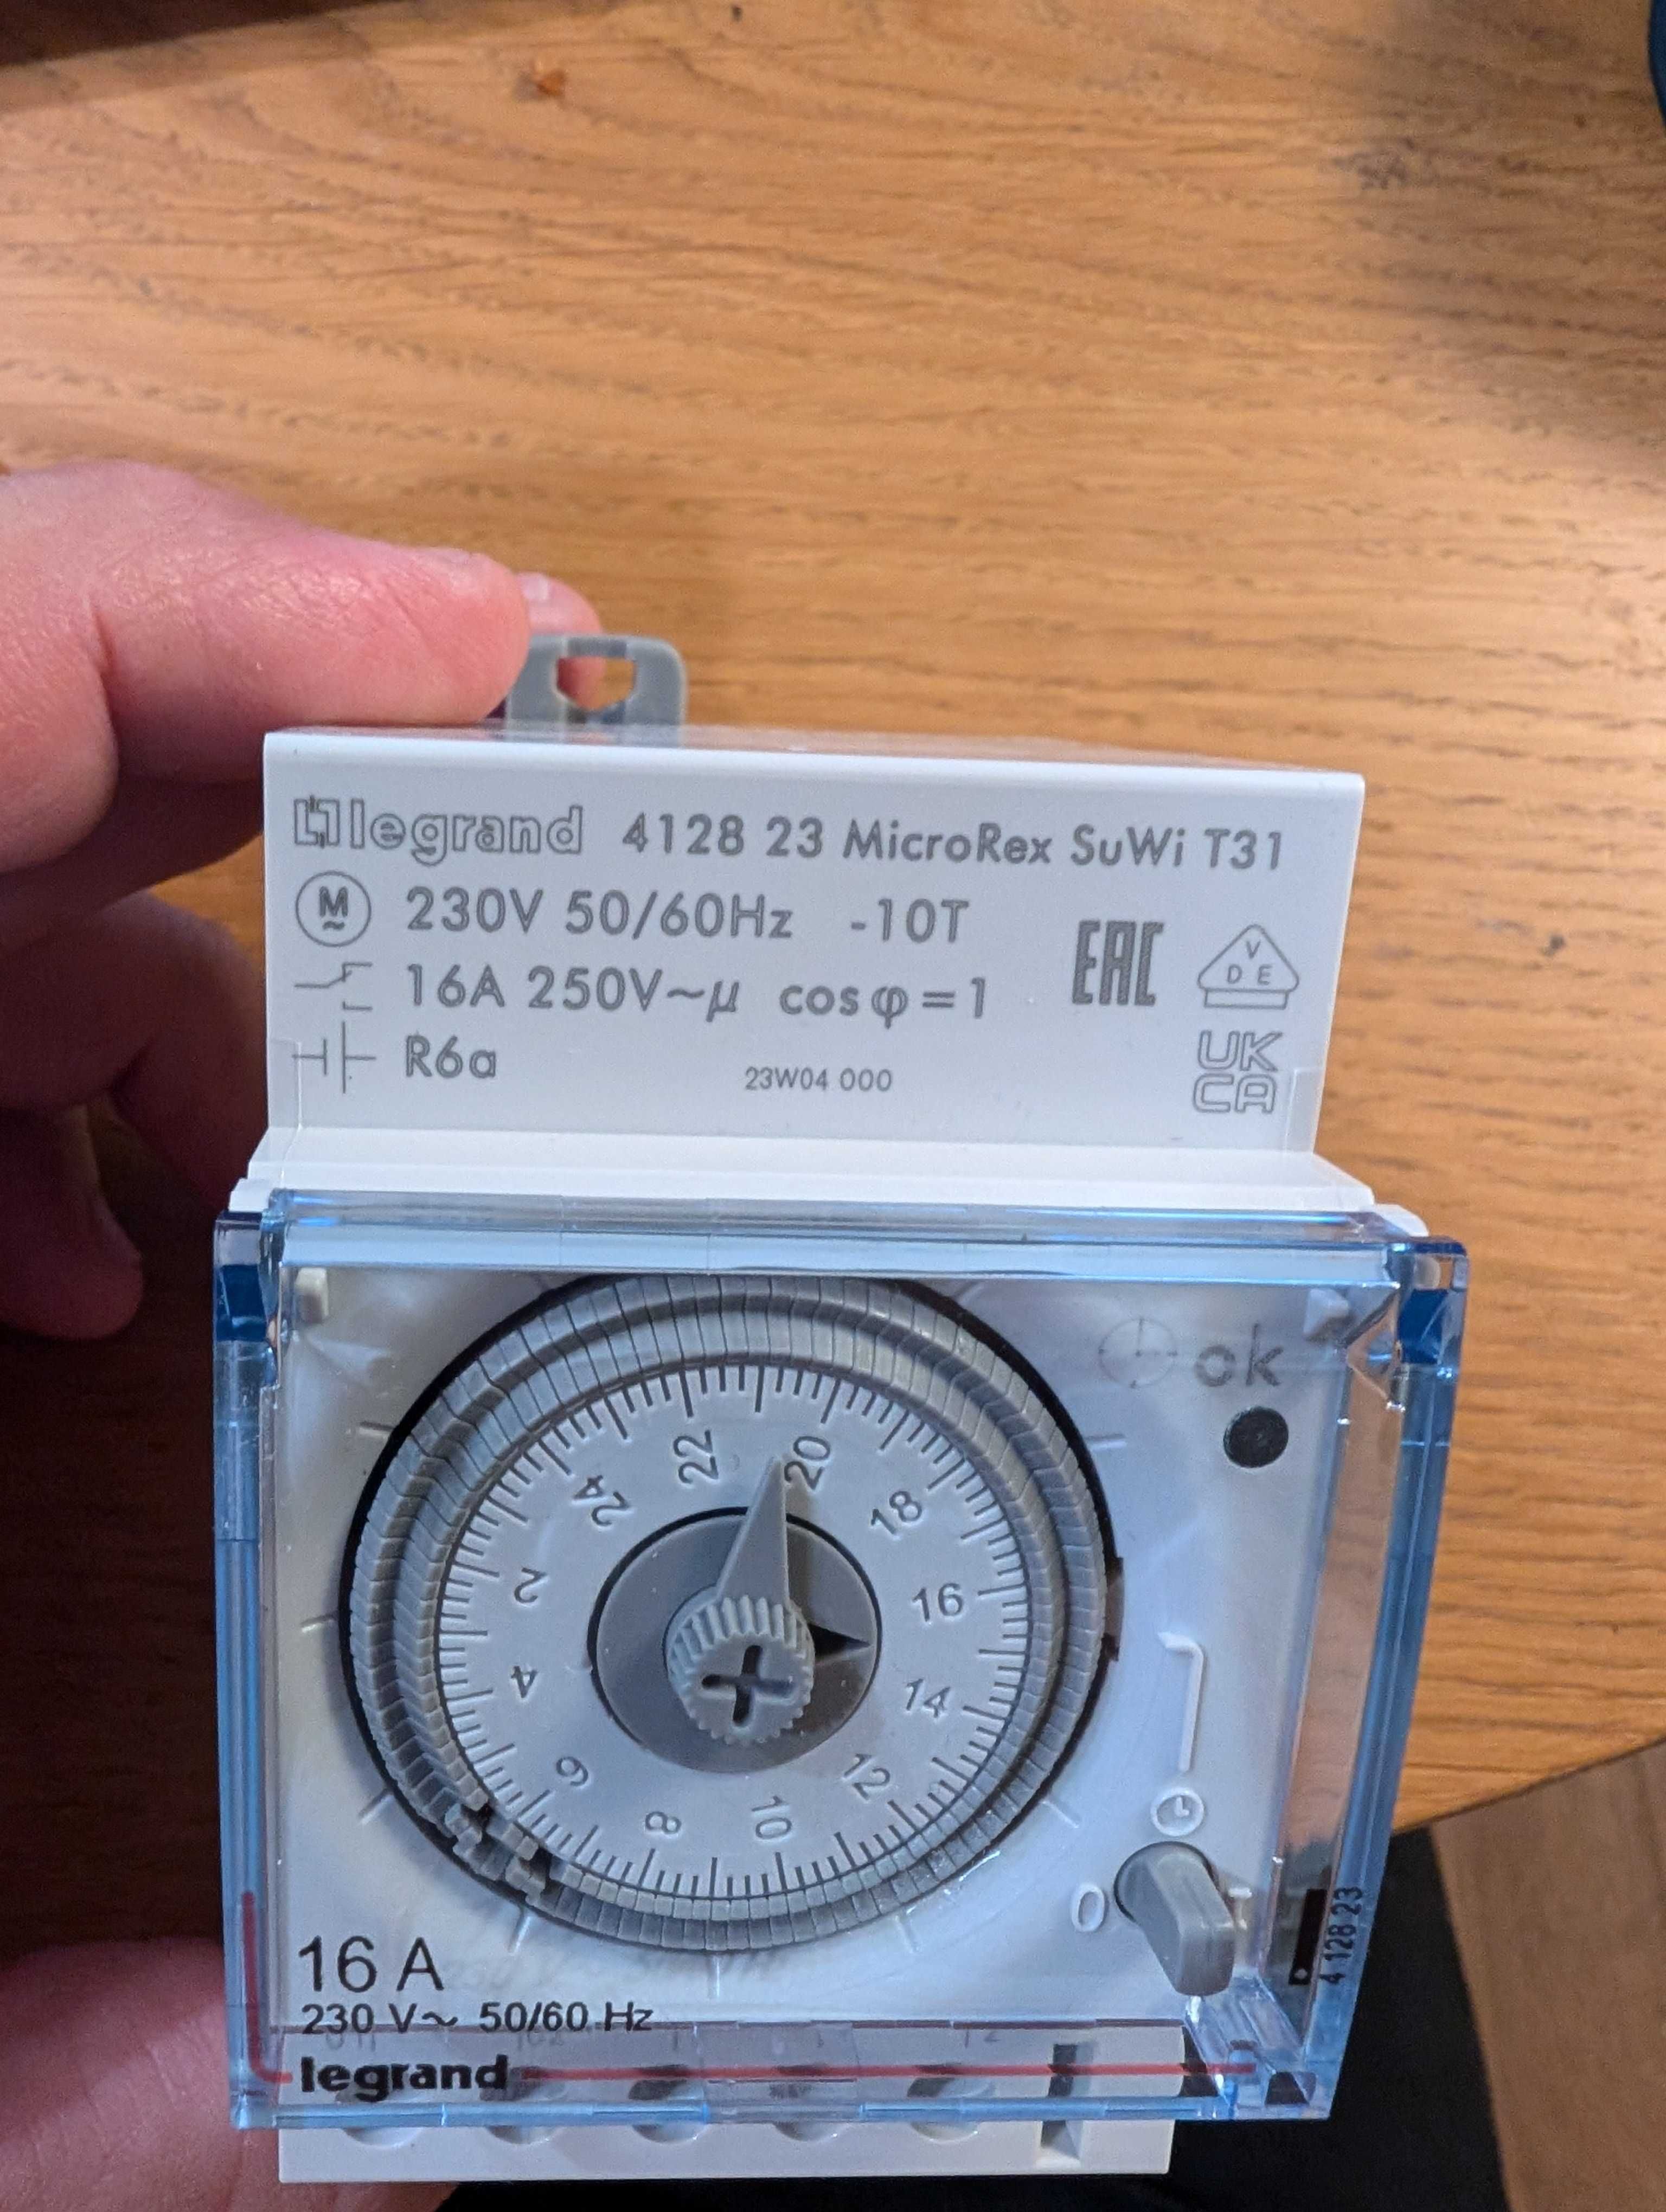 legrand 4128 23 MicroRex SuWi T31
M
~
230V 50/60Hz -10T
EAC
V
D E
16A 250V~μ cos φ = 1
R6a
23W04 000
UK
CA
ok
22
20
24
18
2
16
4
14
6
12
8
10
0
1
4 128 23
16 A
230 V~ 50/60 Hz
legrand